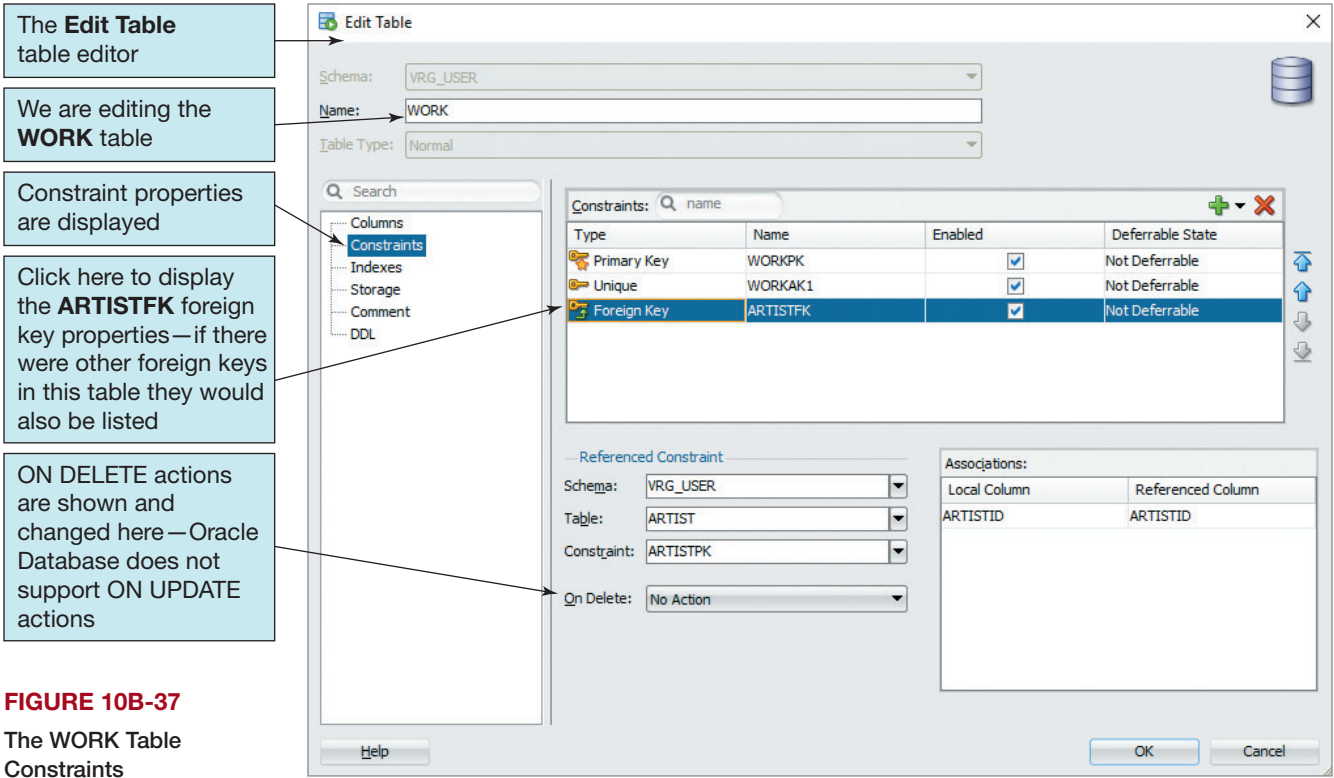 The Edit Table
table editor
We are editing the
WORK table
Constraint properties
are displayed
Click here to display
the ARTISTFK foreign
key properties—if there
were other foreign keys
in this table they would
also be listed
ON DELETE actions
are shown and
changed here—Oracle
Database does not
support ON UPDATE
actions
FIGURE 10B-37
The WORK Table
Constraints
Edit Table
Schema: VRG_USER
Name: WORK
Table Type: Normal
Search
Columns
Constraints
Indexes
Storage
Comment
DDL
Help
Constraints: name
Type Name Enabled Deferrable State
Primary Key WORKPK Not Deferrable
Unique WORKAK1 Not Deferrable
Foreign Key ARTISTFK Not Deferrable
Referenced Constraint
Schema: VRG_USER
Table: ARTIST
Constraint: ARTISTPK
On Delete: No Action
Associations:
Local Column Referenced Column
ARTISTID ARTISTID
OK Cancel